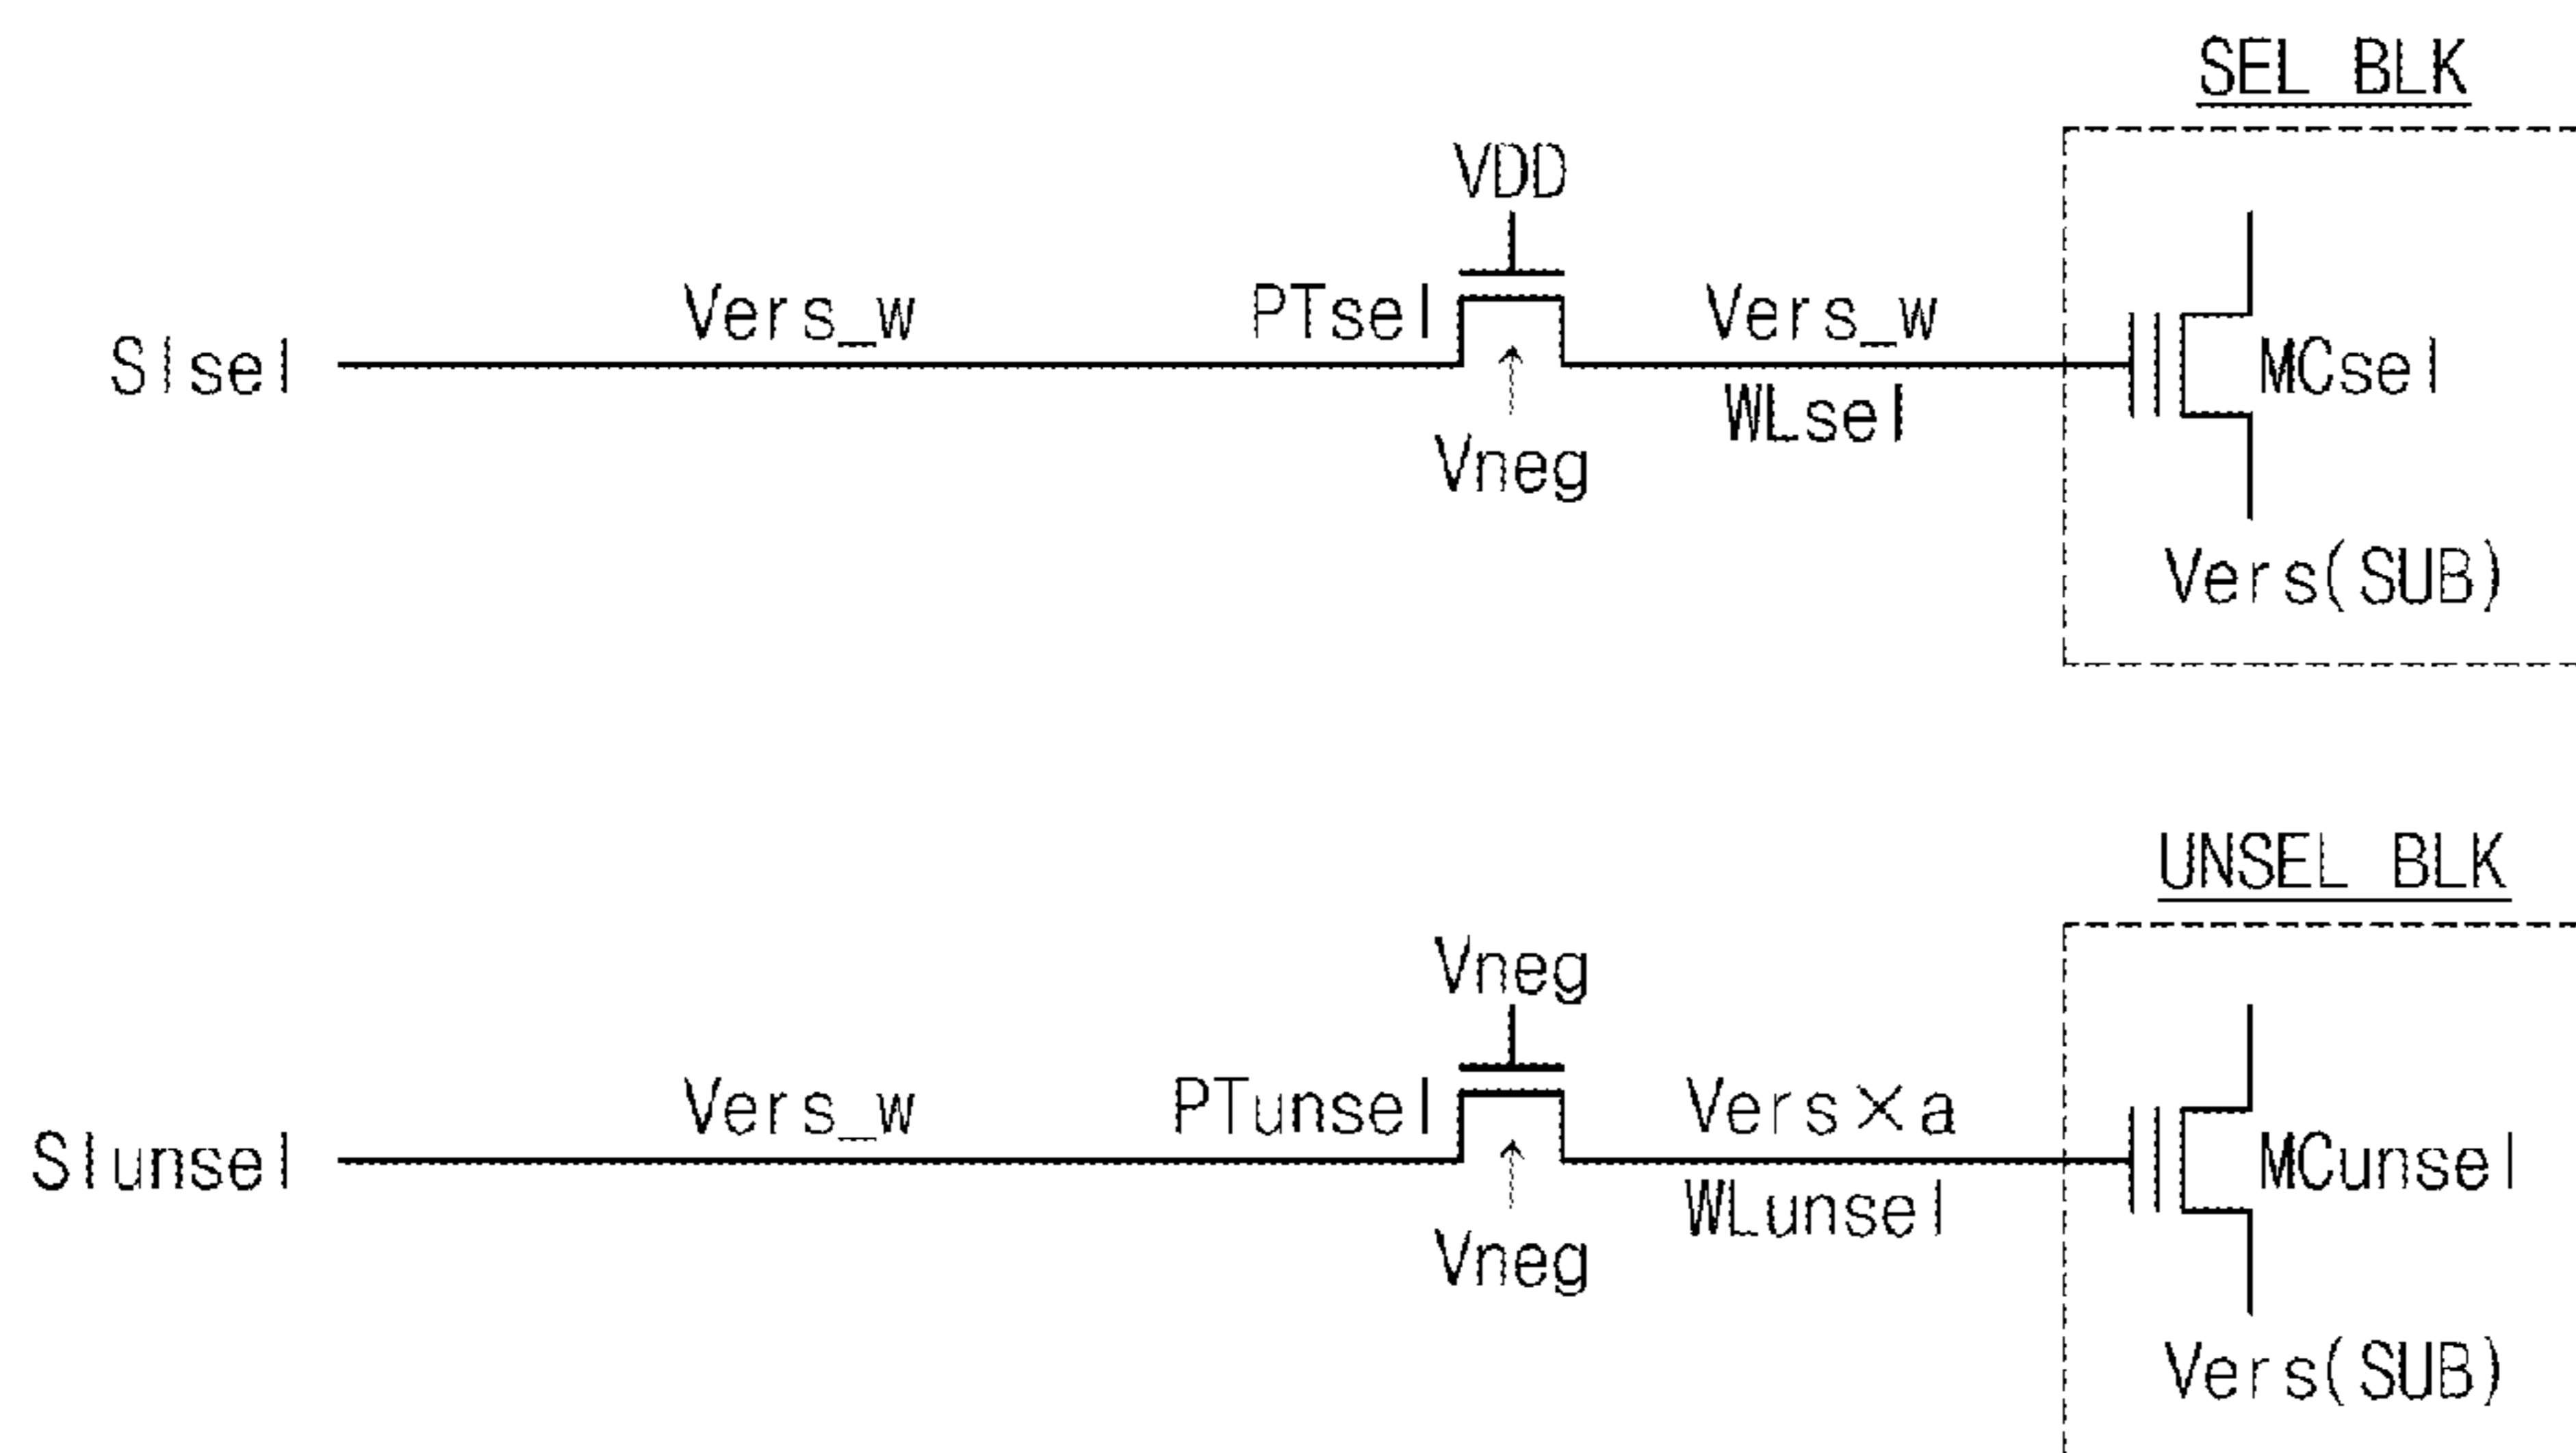 SEL BLK
VDD
Vers_w
PTsel
Vers_w
SIsel
MCsel
WLsel
Vneg
Vers(SUB)
UNSEL BLK
Vneg
Vers_w
PTunsel
Vers×a
SIunsel
MCunsel
WLunsel
Vneg
Vers(SUB)